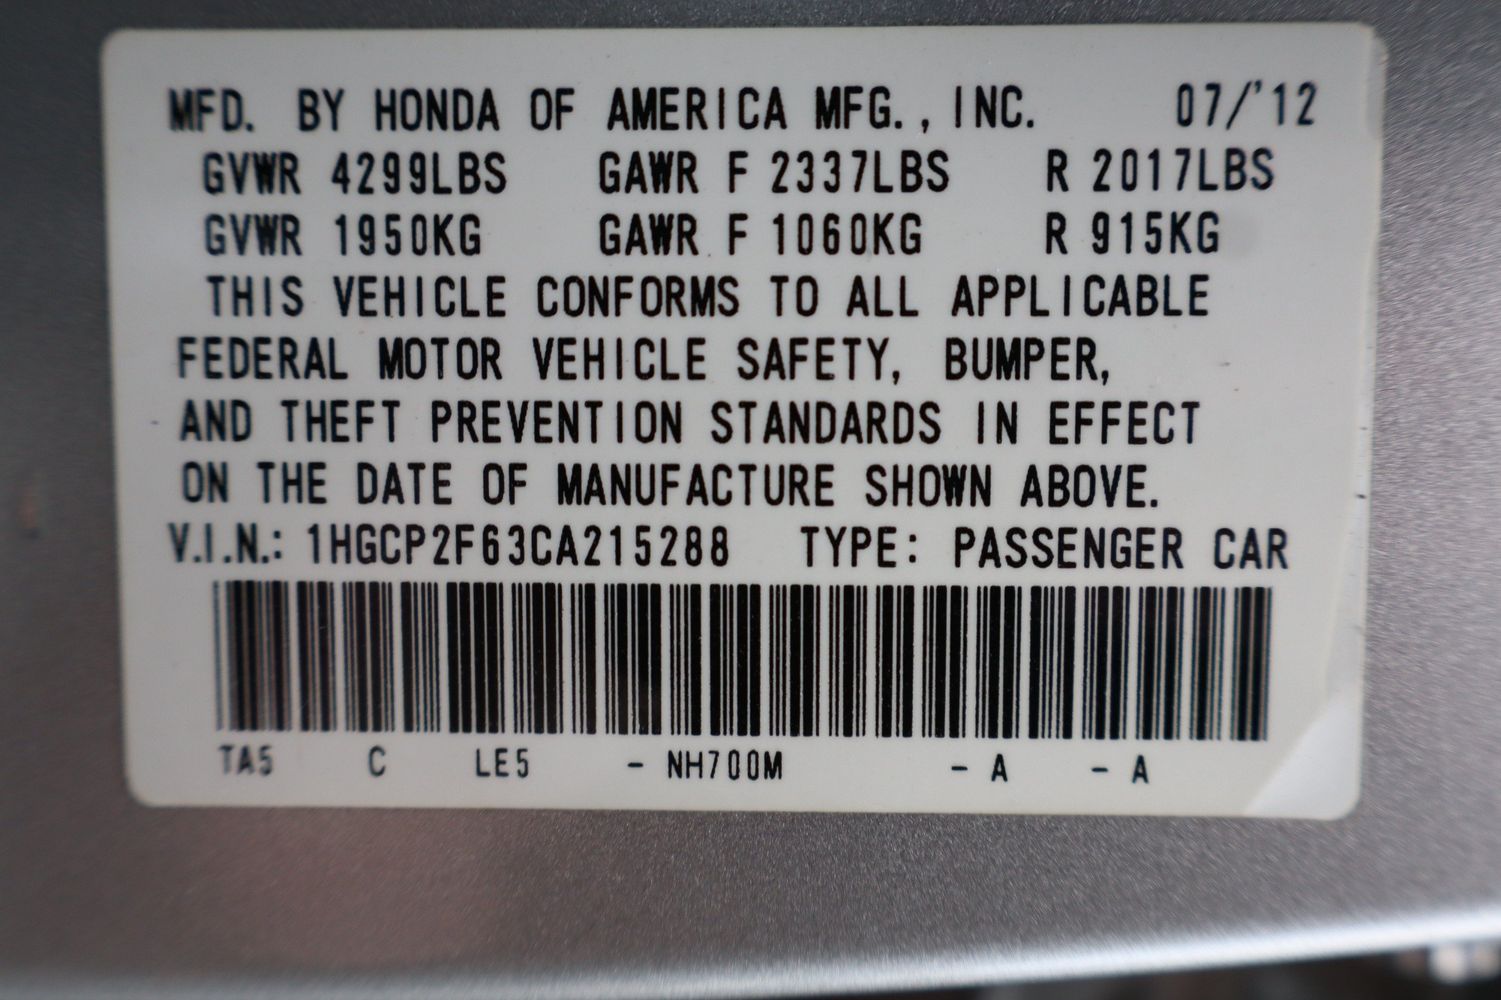 MFD. BY HONDA OF AMERICA MFG., INC. 07/'12
GVWR 4299LBS GAWR F 2337LBS R 2017LBS
GVWR 1950KG GAWR F 1060KG R 915KG
THIS VEHICLE CONFORMS TO ALL APPLICABLE
FEDERAL MOTOR VEHICLE SAFETY, BUMPER,
AND THEFT PREVENTION STANDARDS IN EFFECT
ON THE DATE OF MANUFACTURE SHOWN ABOVE.
V.I.N.: 1HGCP2F63CA215288 TYPE: PASSENGER CAR
TA5 C LE5 - NH700M - A - A